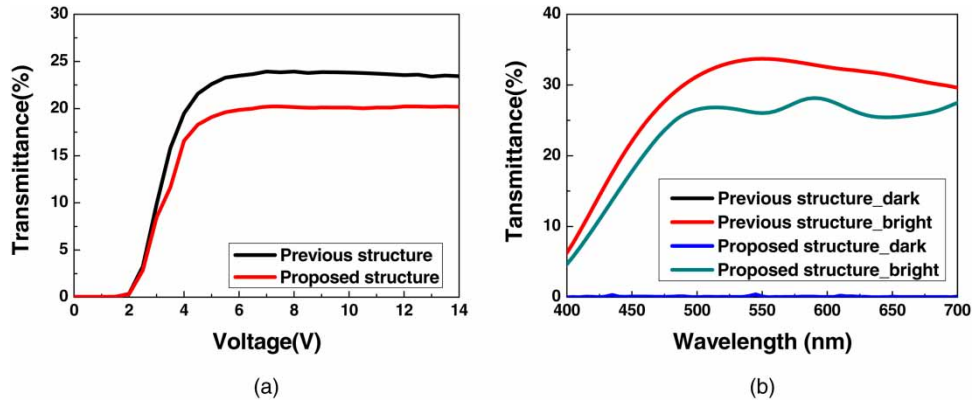 30
25
20
15
10
5
0
Transmittance(%)
0 2 4 6 8 10 12 14
Voltage(V)
Previous structure
Proposed structure
(a)
40
30
20
10
0
Tansmittance(%)
400 450 500 550 600 650 700
Wavelength (nm)
Previous structure_dark
Previous structure_bright
Proposed structure_dark
Proposed structure_bright
(b)